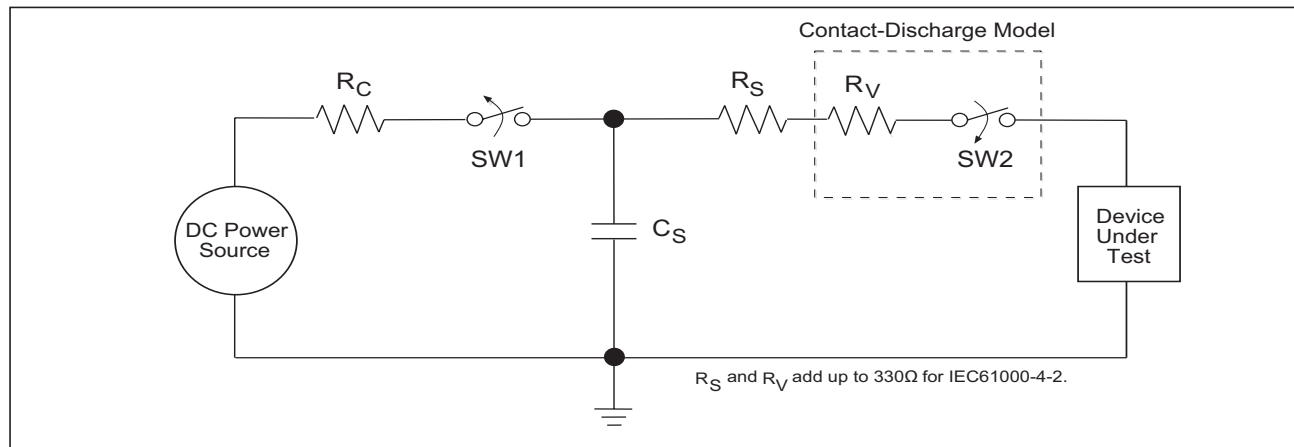 Contact-Discharge Model
RC
RS
RV
SW1
SW2
DC Power
Source
CS
Device
Under
Test
RS and RV add up to 330Ω for IEC61000-4-2.